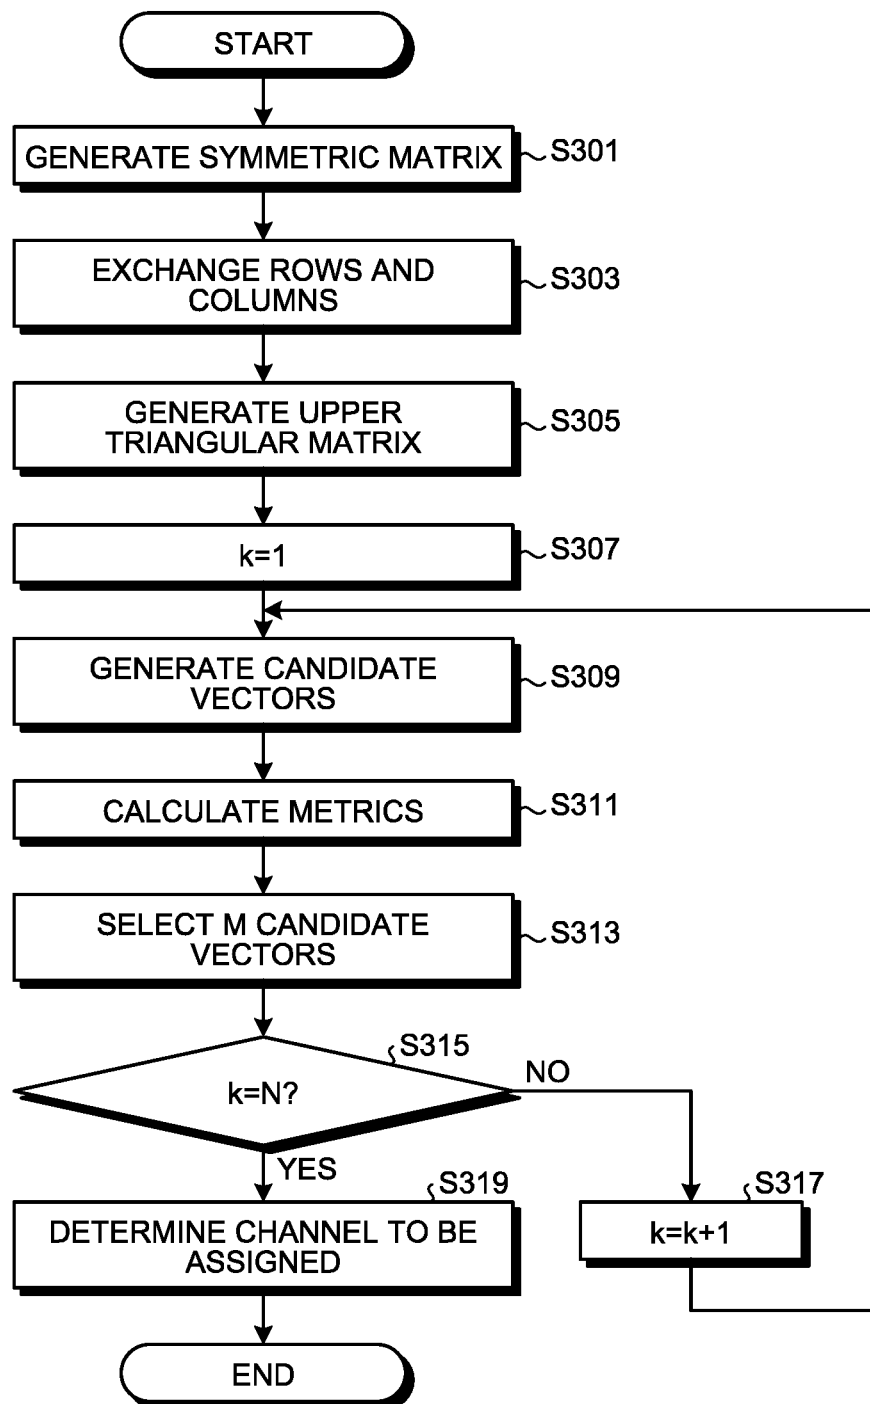 START
GENERATE SYMMETRIC MATRIX
S301
EXCHANGE ROWS AND
COLUMNS
S303
GENERATE UPPER
TRIANGULAR MATRIX
S305
k=1
S307
GENERATE CANDIDATE
VECTORS
S309
CALCULATE METRICS
S311
SELECT M CANDIDATE
VECTORS
S313
S315
k=N?
NO
YES
S319
DETERMINE CHANNEL TO BE
ASSIGNED
S317
k=k+1
END